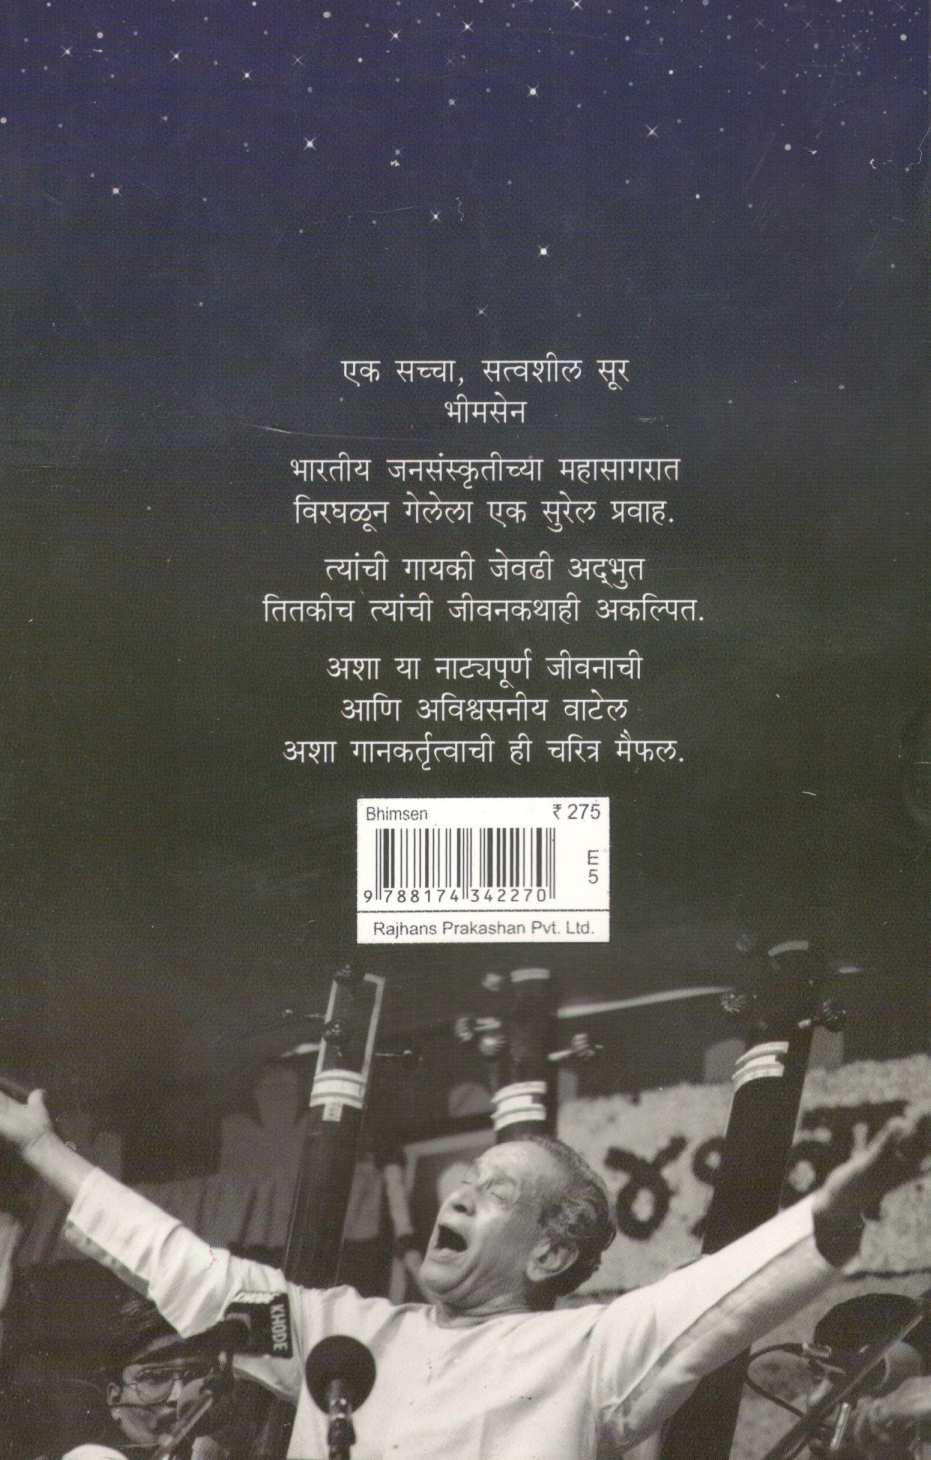 एक सच्चा, सत्वशील सूर
भीमसेन
भारतीय जनसंस्कृतीच्या महासागरात
विरघळून गेलेला एक सुरेल प्रवाह.
त्यांची गायकी जेवढी अद्‌भुत
तितकीच त्यांची जीवनकथाही अकल्पित.
अशा या नाट्यपूर्ण जीवनाची
आणि अविश्वसनीय वाटेल
अशा गानकर्तृत्वाची ही चरित्र मैफल.
Bhimsen ₹ 275
E
5
9 788174 342270
Rajhans Prakashan Pvt. Ltd.
KHODE